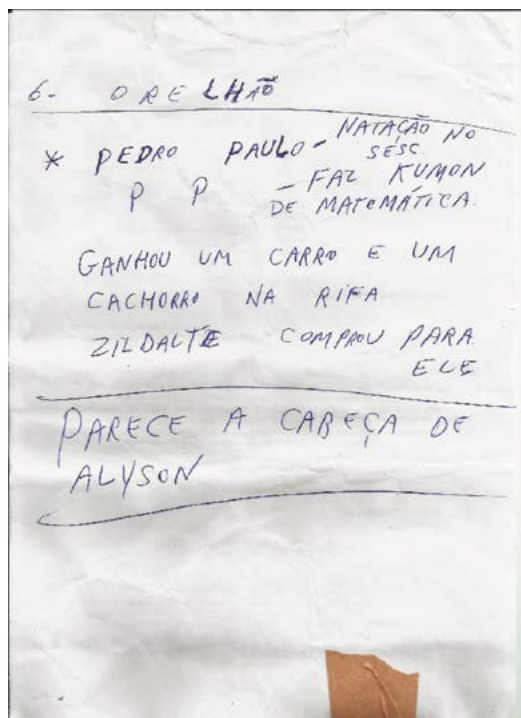 6- ORELHÃO
* PEDRO PAULO - NATAÇÃO NO
SESC.
P P - FAZ KUMON
DE MATEMÁTICA.
GANHOU UM CARRO E UM
CACHORRO NA RIFA
ZILDALTE COMPROU PARA
ELE
PARECE A CABEÇA DE
ALYSON